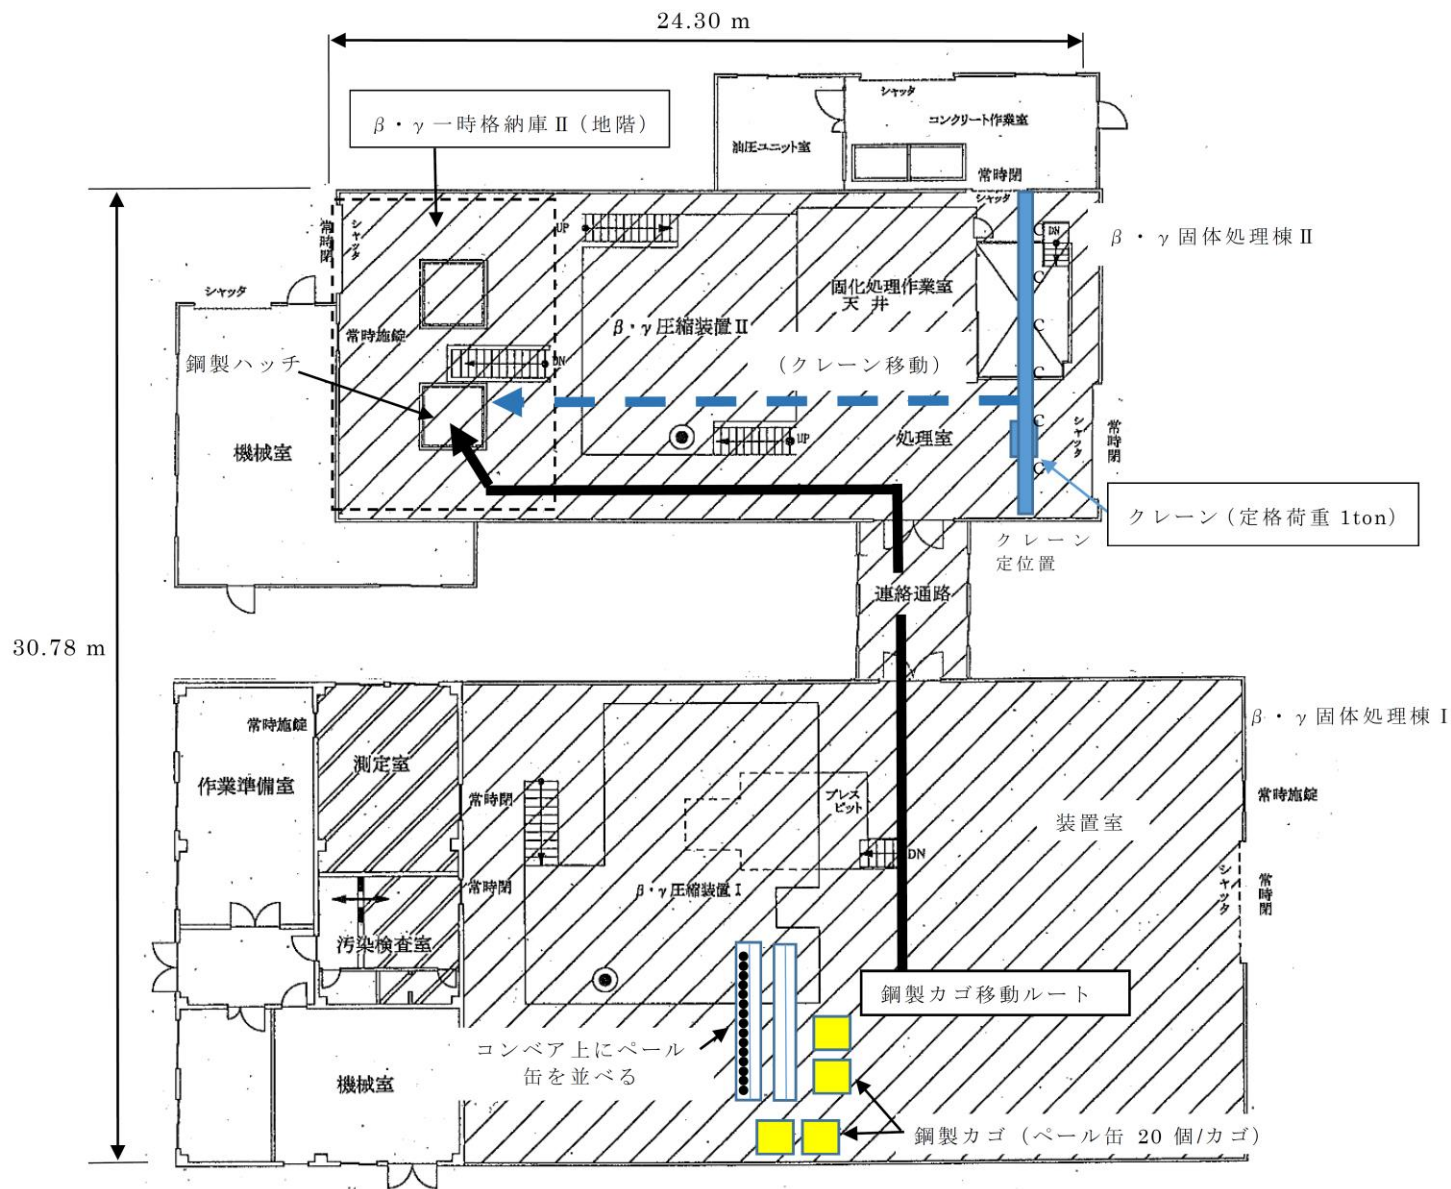 24.30 m
シャッタ
コンクリート作業室
β・γ一時格納庫Ⅱ（地階）
油圧ユニット室
常時閉
シャッタ
常時閉
シャッタ
UP
DN
C
β・γ固体処理棟Ⅱ
C
固化処理作業室
天井
シャッタ
β・γ圧縮装置Ⅱ
C
常時施錠
鋼製ハッチ
DN
（クレーン移動）
C
機械室
UP
処理室
C
シャッタ
常時閉
C
クレーン（定格荷重 1ton）
クレーン
定位置
連絡通路
30.78 m
β・γ固体処理棟Ⅰ
常時施錠
測定室
作業準備室
常時閉
プレス
ピット
常時施錠
装置室
DN
常時閉
β・γ圧縮装置Ⅰ
シャッタ
常時閉
汚染検査室
鋼製カゴ移動ルート
コンベア上にペール
缶を並べる
機械室
鋼製カゴ（ペール缶 20 個/カゴ）